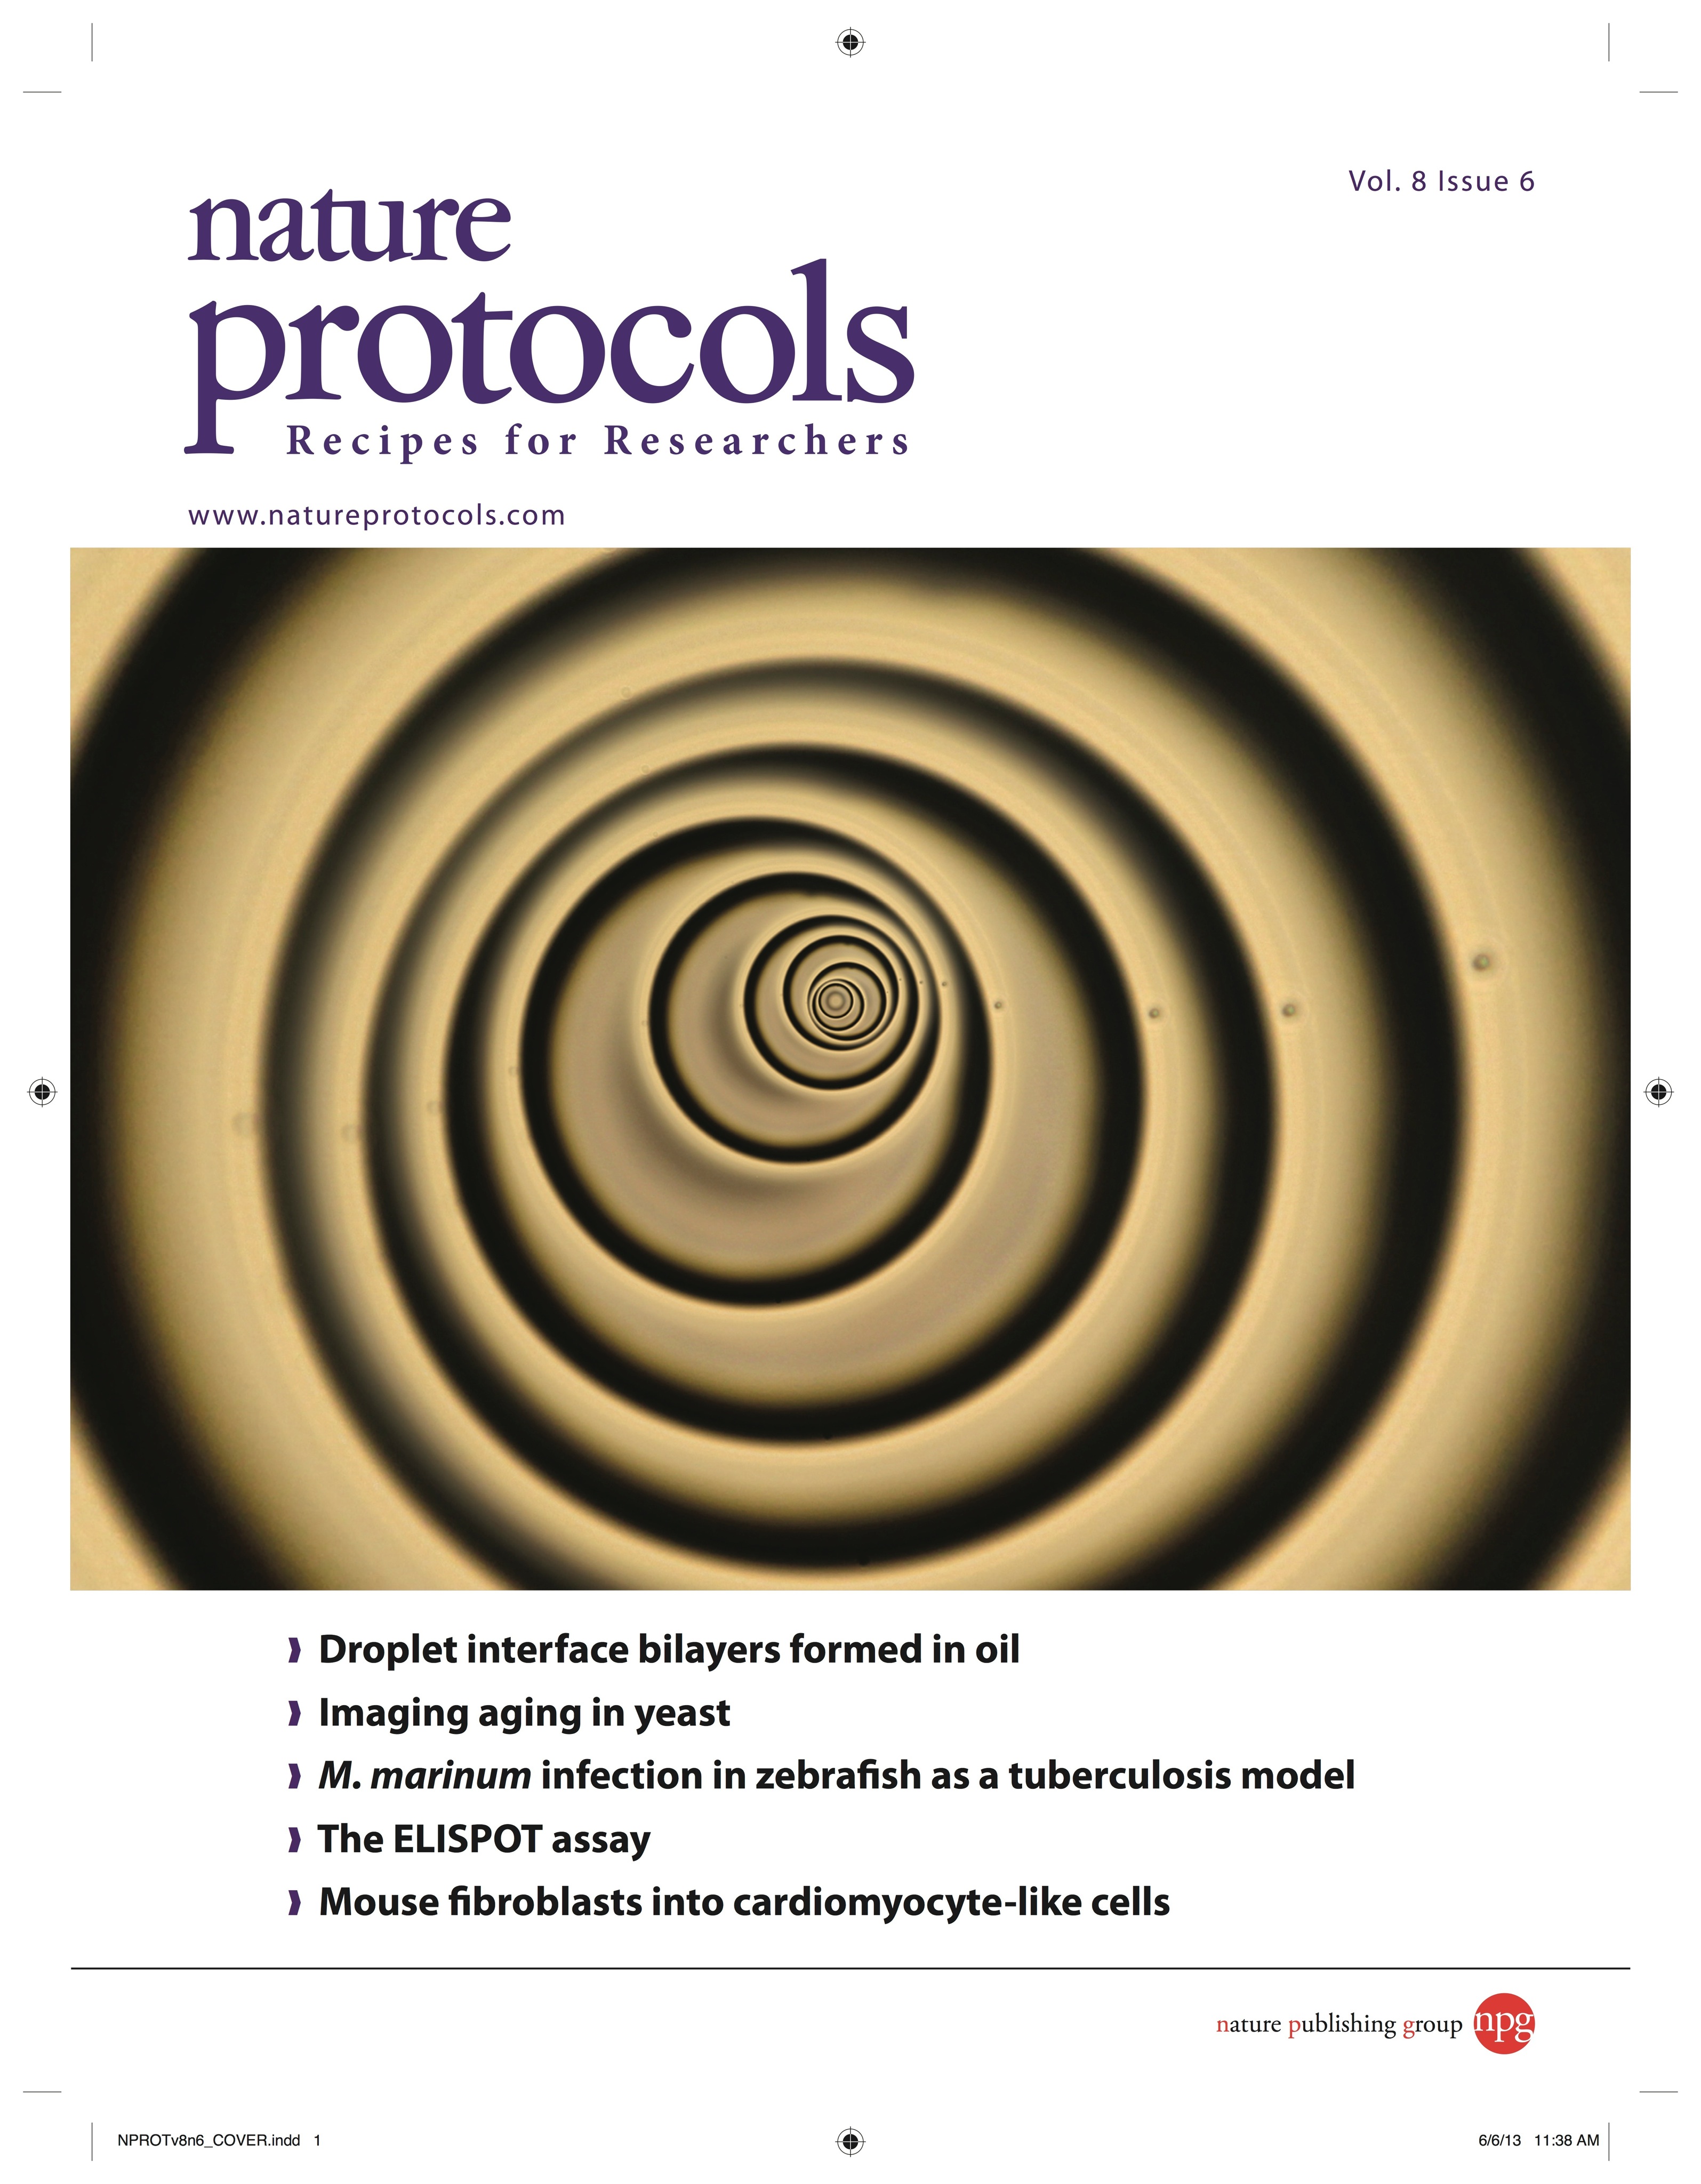 Vol. 8 Issue 6
nature
protocols
Recipes for Researchers
www.natureprotocols.com
Droplet interface bilayers formed in oil
Imaging aging in yeast
M. marinum infection in zebrafish as a tuberculosis model
The ELISPOT assay
Mouse fibroblasts into cardiomyocyte-like cells
nature publishing group npg
NPROTv8n6_COVER.indd 1
6/6/13 11:38 AM